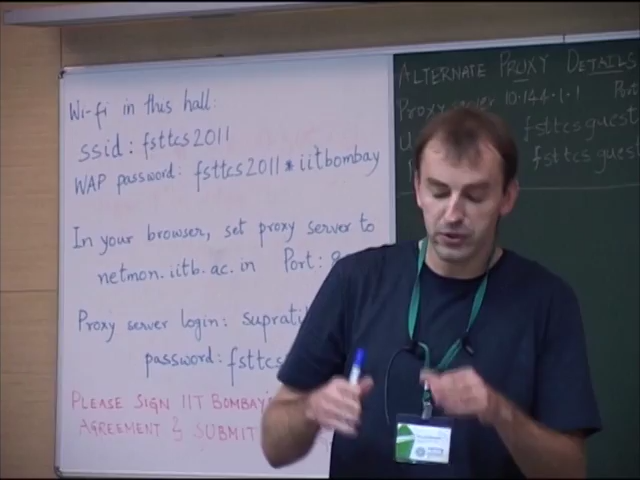 Wi-fi in this hall:
ssid: fsttcs2011
WAP password: fsttcs2011*iitbombay
In your browser, set proxy server to
netmon.iitb.ac.in Port:
Proxy server login:
password:
PLEASE SIGN IIT BOMBAY
AGREEMENT & SUBMIT
ALTERNATE PROXY DETAILS
Proxy server 10.144.1.1 Port
fsttcsguest
fsttcsguest